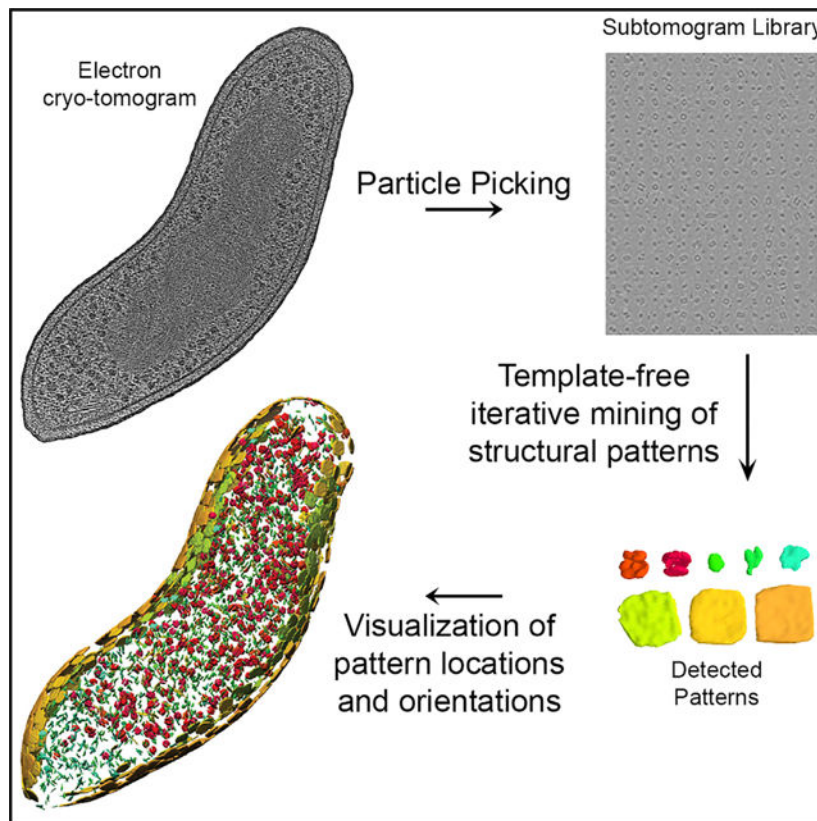 Subtomogram Library
Electron
cryo-tomogram
Particle Picking
Template-free
iterative mining of
structural patterns
Detected
Patterns
Visualization of
pattern locations
and orientations